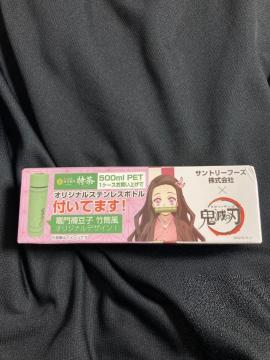 特茶
500ml PET
1ケースお買い上げで
オリジナルステンレスボトル
付いてます!
竈門禰豆子 竹筒風
オリジナルデザイン!
サントリーフーズ
株式会社
×
鬼滅の刃